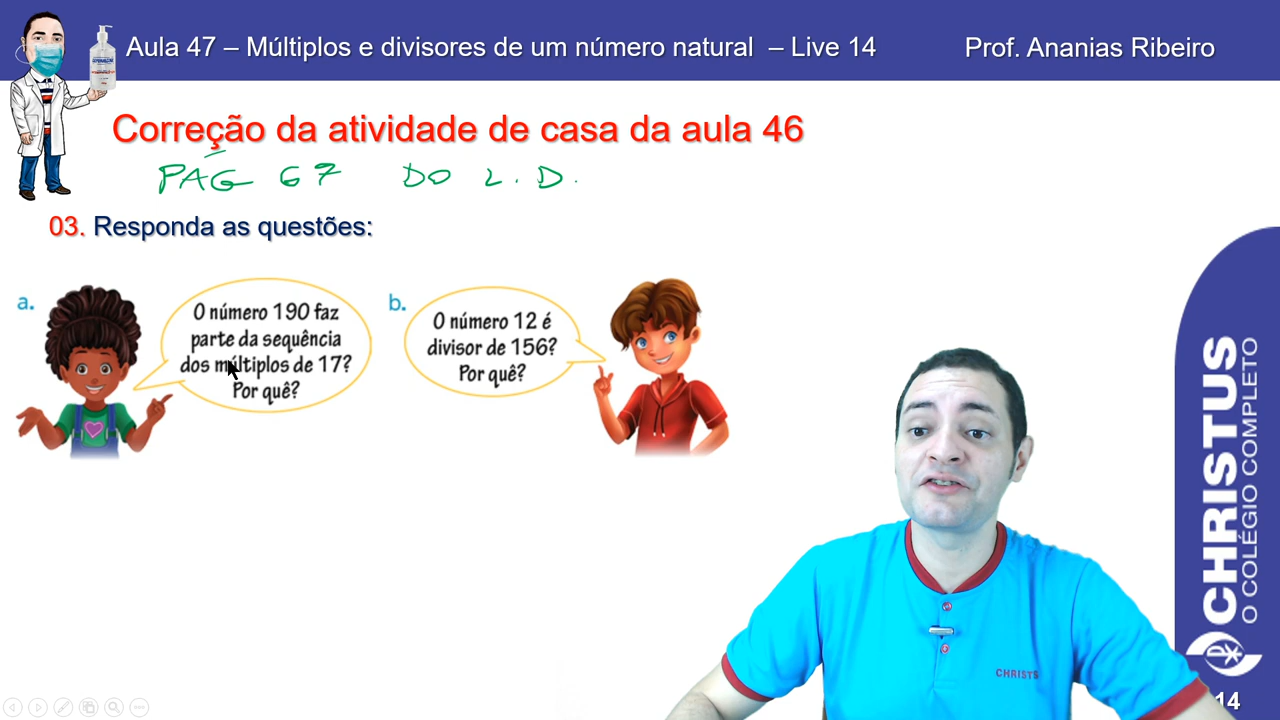 Aula 47 – Múltiplos e divisores de um número natural – Live 14
Prof. Ananias Ribeiro
Correção da atividade de casa da aula 46
PÁG 67 DO L.D.
03. Responda as questões:
a.
O número 190 faz
parte da sequência
dos múltiplos de 17?
Por quê?
b.
O número 12 é
divisor de 156?
Por quê?
CHRISTUS
O COLÉGIO COMPLETO
CHRISTS
14